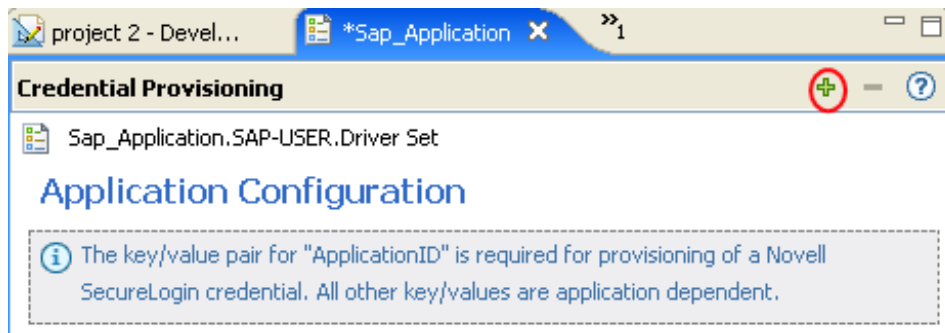 project 2 - Devel... *Sap_Application »1
Credential Provisioning
Sap_Application.SAP-USER.Driver Set
Application Configuration
The key/value pair for "ApplicationID" is required for provisioning of a Novell
SecureLogin credential. All other key/values are application dependent.